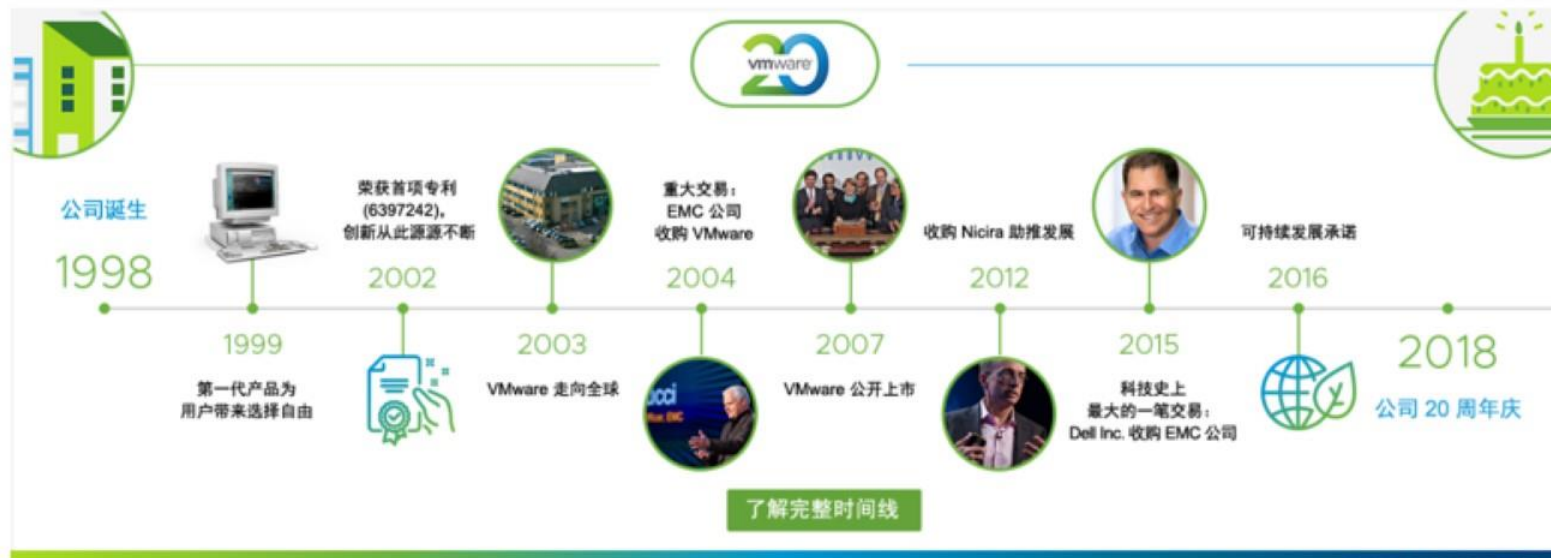 20
vmware
公司诞生
1998
1999
第一代产品为
用户带来选择自由
荣获首项专利
(6397242)，
创新从此源源不断
2002
2003
VMware 走向全球
重大交易：
EMC 公司
收购 VMware
2004
2007
VMware 公开上市
收购 Nicira 助推发展
2012
2015
科技史上
最大的一笔交易：
Dell Inc. 收购 EMC 公司
可持续发展承诺
2016
2018
公司 20 周年庆
了解完整时间线